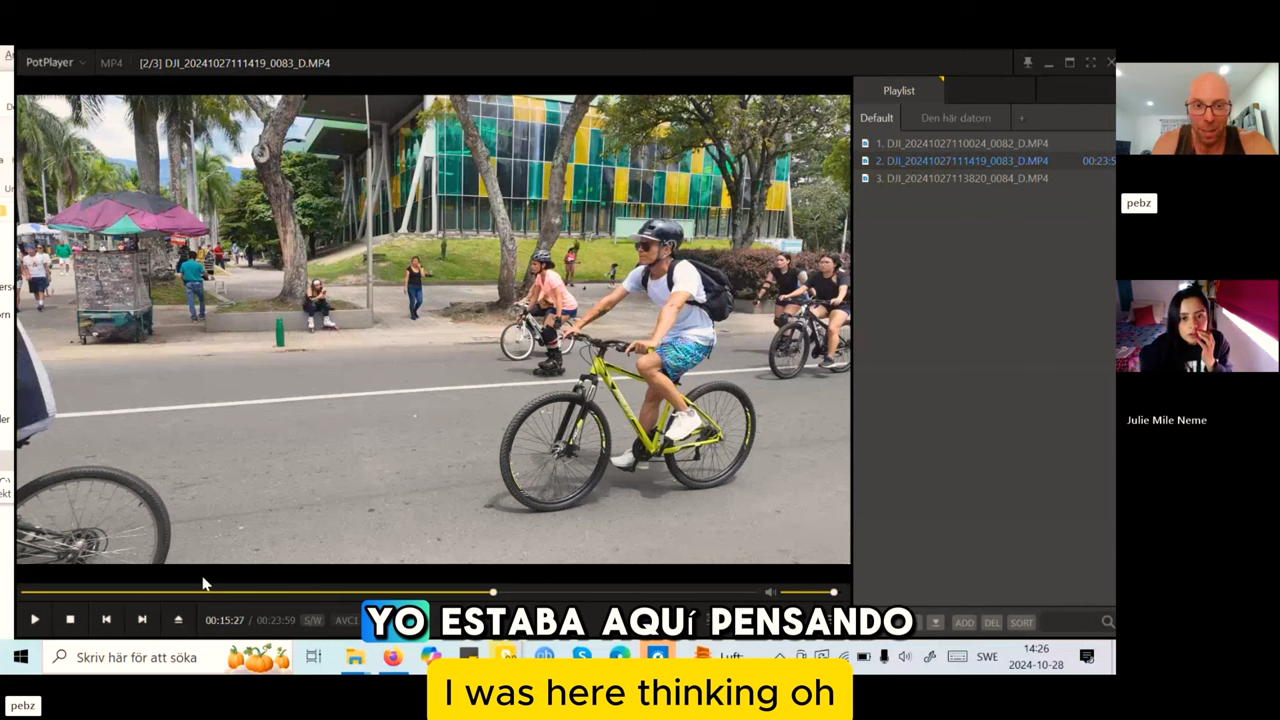 PotPlayer
MP4
[2/3] DJI_20241027111419_0083_D.MP4
Playlist
Default
Den här datorn
+
1. DJI_20241027110024_0082_D.MP4
2. DJI_20241027111419_0083_D.MP4
00:23:5
3. DJI_20241027113820_0084_D.MP4
pebz
Julie Mile Neme
00:15:27 / 00:23:59
S/W
AVC1
ADD
DEL
SORT
YO ESTABA AQUÍ PENSANDO
Skriv här för att söka
Luft
SWE
14:26
2024-10-28
I was here thinking oh
pebz